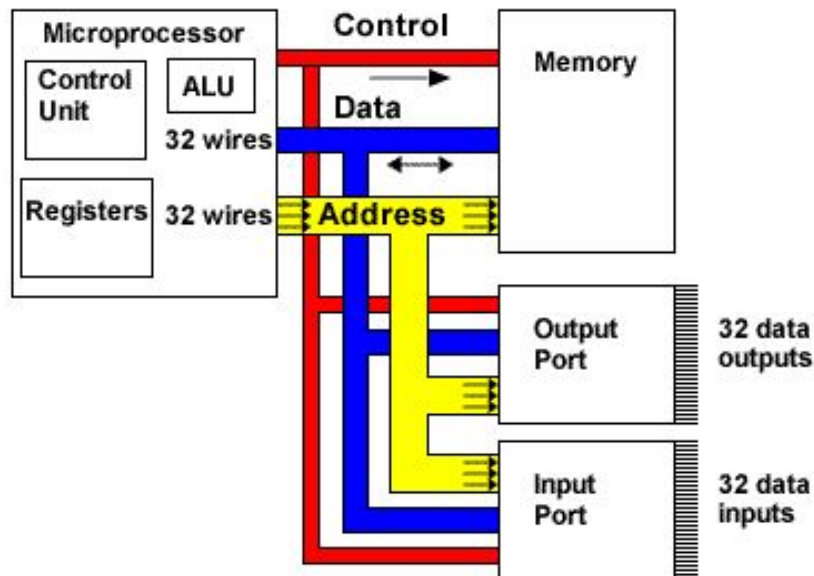 Microprocessor
Control
Unit
ALU
32 wires
Registers
32 wires
Control
Data
Address
Memory
Output
Port
32 data
outputs
Input
Port
32 data
inputs